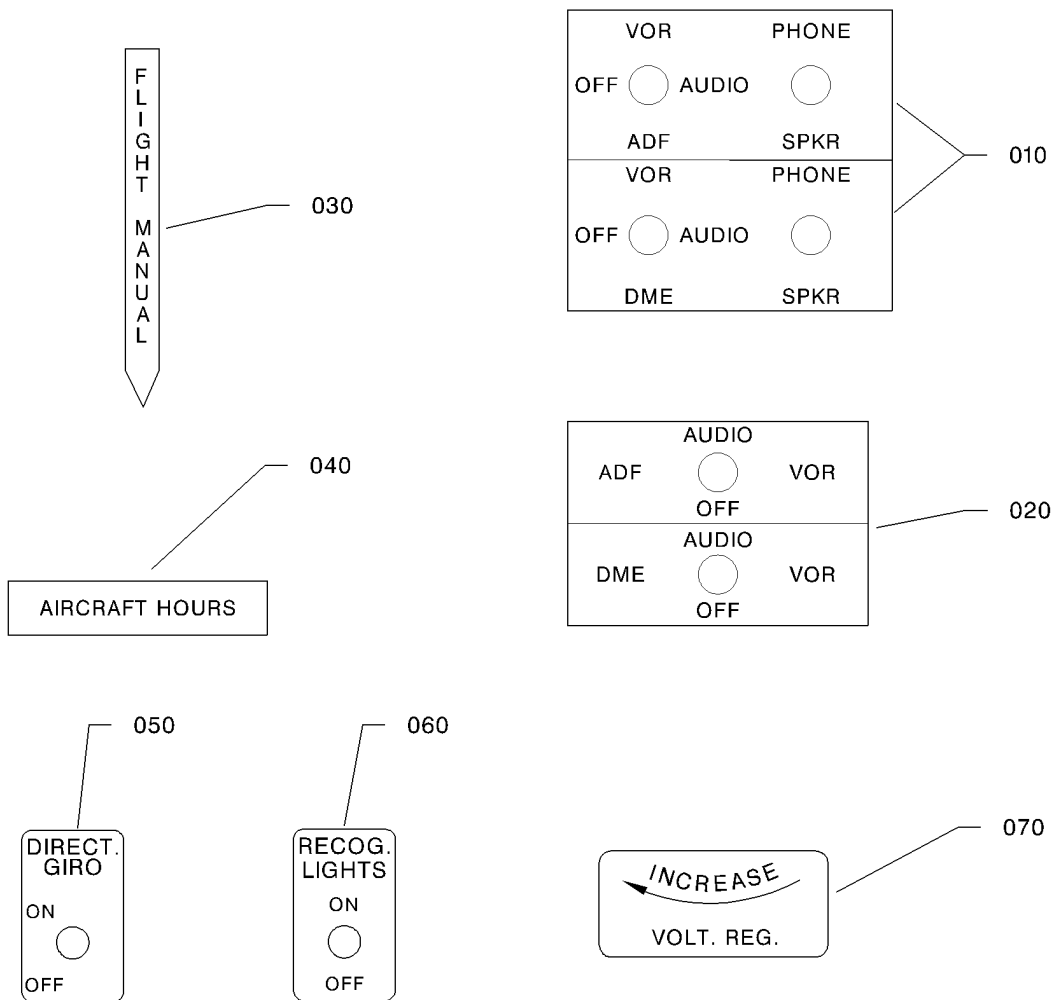 VOR PHONE
OFF AUDIO
ADF SPKR
VOR PHONE
OFF AUDIO
DME SPKR
010
FLIGHT MANUAL
030
AUDIO
ADF VOR
OFF
AUDIO
DME VOR
OFF
020
040
AIRCRAFT HOURS
050
DIRECT.
GIRO
ON
OFF
060
RECOG.
LIGHTS
ON
OFF
070
INCREASE
VOLT. REG.